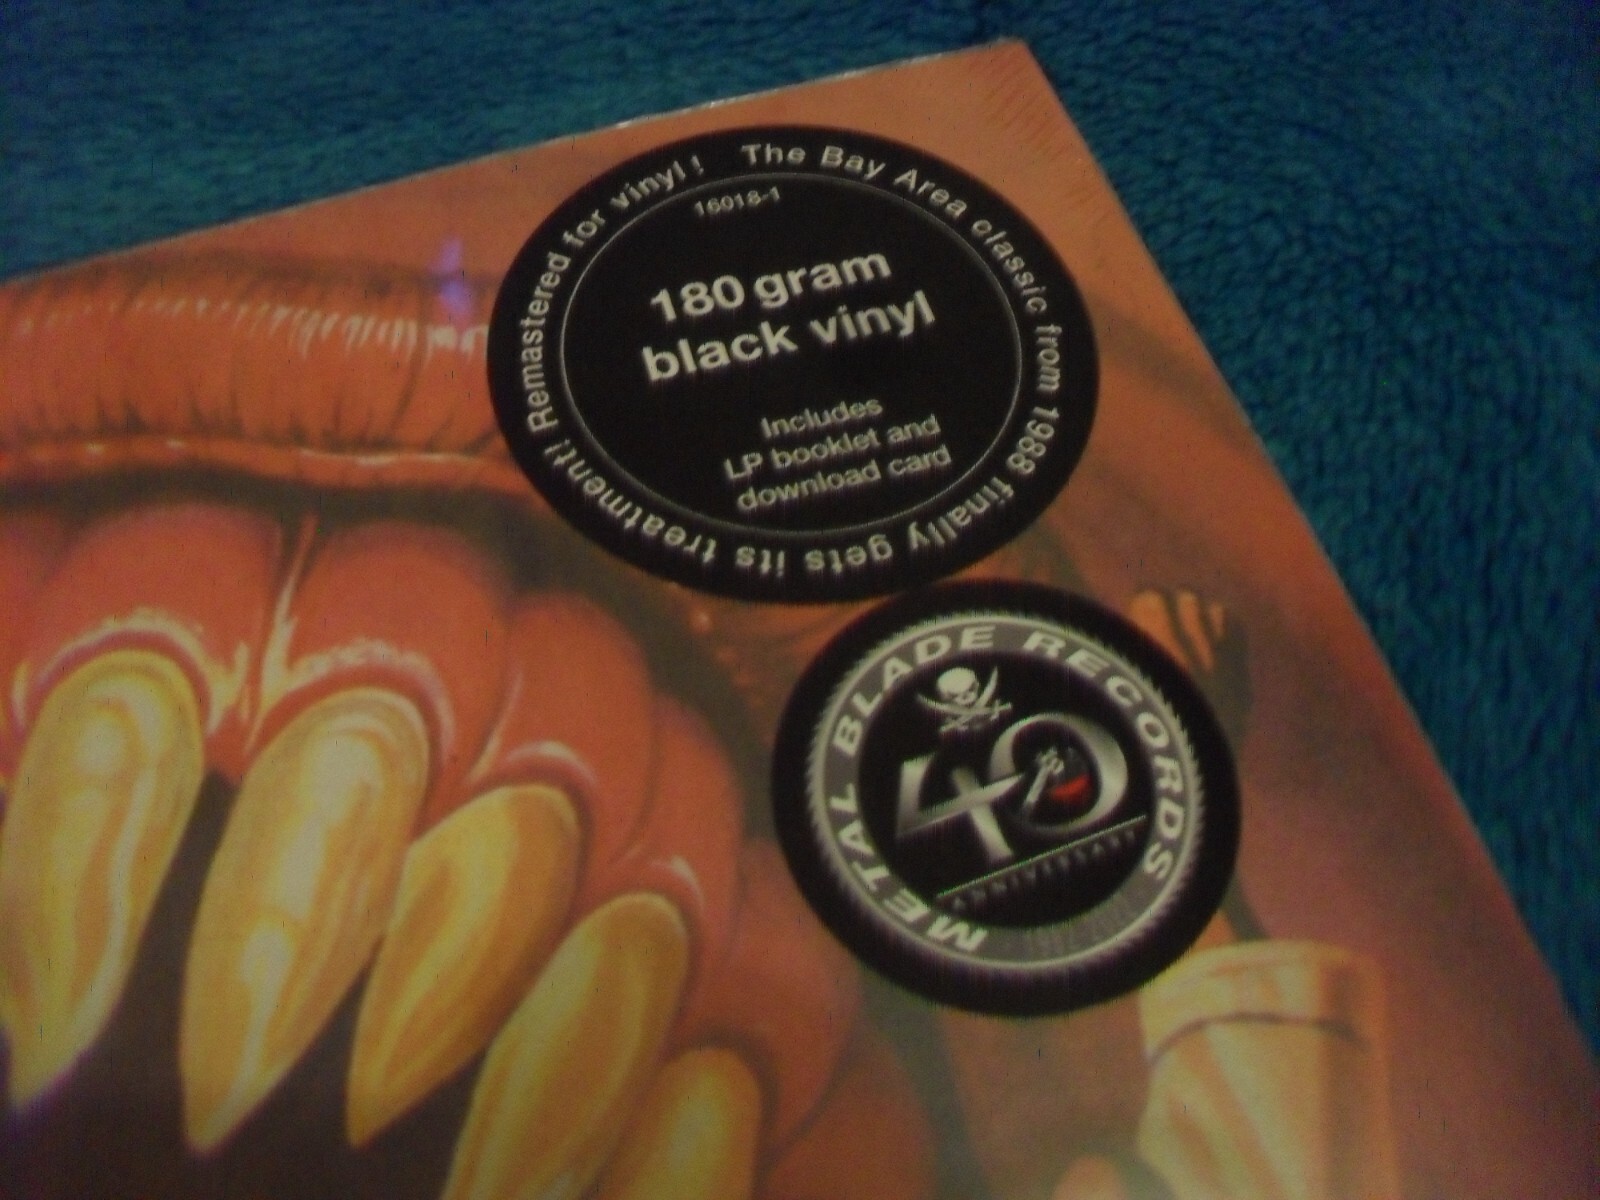 The Bay Area classic from 1988 finally gets its treatment! Remastered for vinyl!
16018-1
180 gram
black vinyl
Includes
LP booklet and
download card
METAL BLADE RECORDS
40
ANNIVERSARY